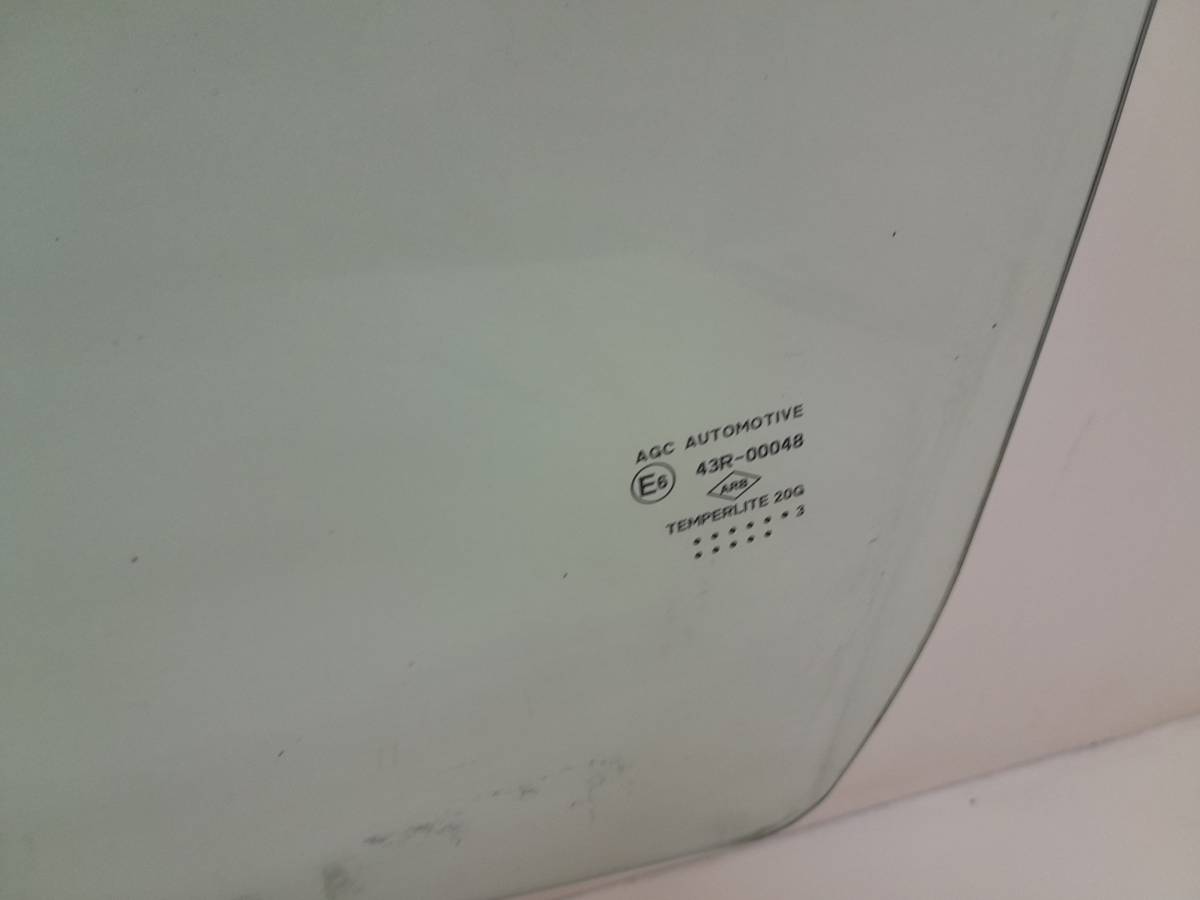 AGC AUTOMOTIVE
E6 43R-00048
ARB
TEMPERLITE 20G
• • • • • • 3
• • • • •